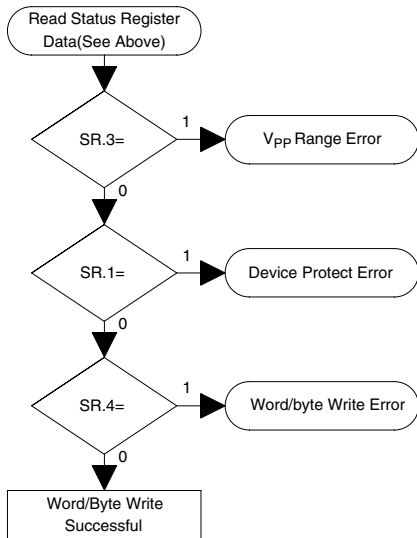 Read Status Register
Data(See Above)
SR.3=
1
VPP Range Error
0
SR.1=
1
Device Protect Error
0
SR.4=
1
Word/byte Write Error
0
Word/Byte Write
Successful